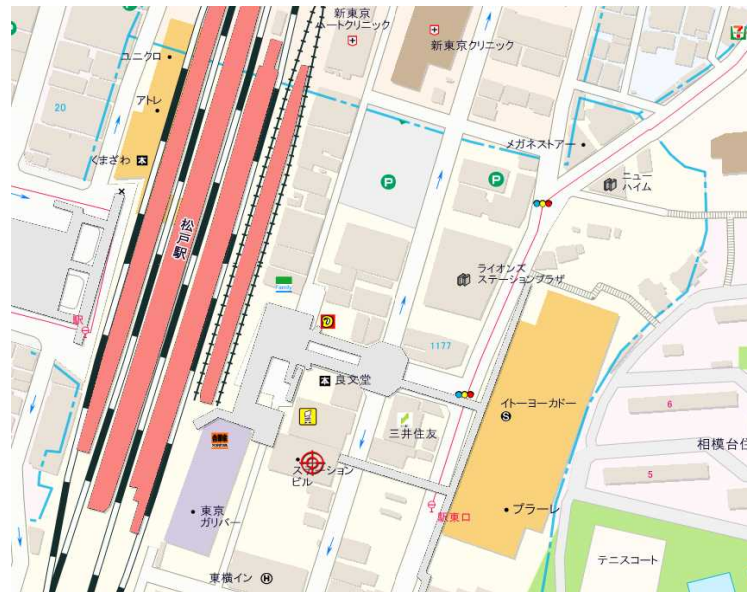 新東京
ハートクリニック
新東京クリニック
ユニクロ
20
アトレ
メガネストアー
くまざわ
本
P
P
ニュー
ハイム
松戸駅
ライオンズ
ステーションプラザ
Family
駅
1177
本
良文堂
イトーヨーカドー
S
三井住友
6
相模台住
ステーション
ビル
5
東京
ガリバー
駅東口
プラーレ
テニスコート
東横イン
H